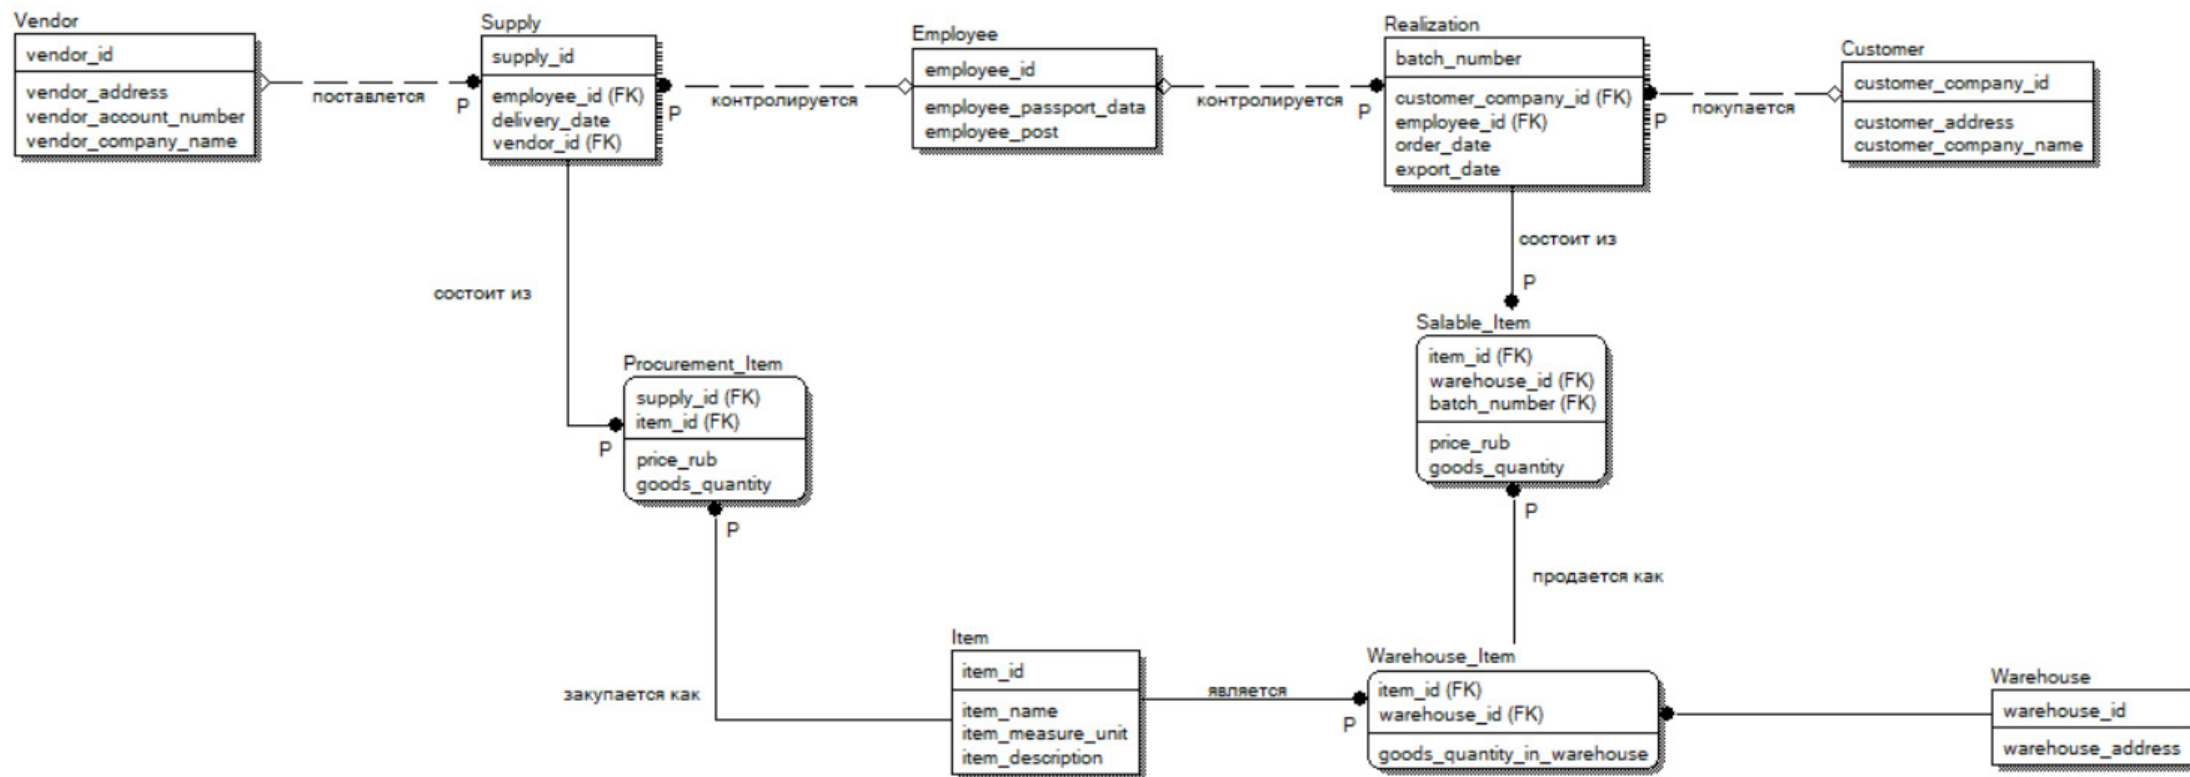 Vendor
vendor_id
vendor_address
vendor_account_number
vendor_company_name
поставлется
P
Supply
supply_id
employee_id (FK)
delivery_date
vendor_id (FK)
P
контролируется
Employee
employee_id
employee_passport_data
employee_post
контролируется
P
Realization
batch_number
customer_company_id (FK)
employee_id (FK)
order_date
export_date
P
покупается
Customer
customer_company_id
customer_address
customer_company_name
состоит из
P
состоит из
P
Procurement_Item
supply_id (FK)
item_id (FK)
price_rub
goods_quantity
P
Salable_Item
item_id (FK)
warehouse_id (FK)
batch_number (FK)
price_rub
goods_quantity
P
продается как
закупается как
Item
item_id
item_name
item_measure_unit
item_description
является
P
Warehouse_Item
item_id (FK)
warehouse_id (FK)
goods_quantity_in_warehouse
Warehouse
warehouse_id
warehouse_address